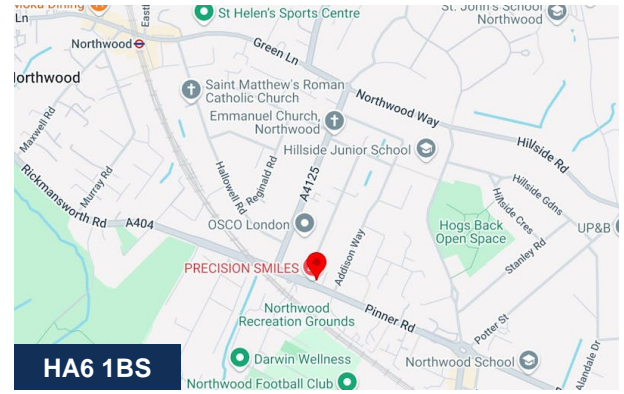 St Helen's Sports Centre
St. John's School
Northwood
Ln
Northwood
Green Ln
Northwood
Saint Matthew's Roman
Catholic Church
Northwood Way
Emmanuel Church,
Northwood
Maxwell Rd
Hillside Junior School
Hillside Rd
Murray Rd
Hallowell Rd
Reginald Rd
A4125
Hillside Gdns
Hillside Cres
Rickmansworth Rd
A404
OSCO London
Addison Way
Hogs Back
Open Space
UP&B
Stanley Rd
PRECISION SMILES
Northwood
Recreation Grounds
Pinner Rd
Potter St
Darwin Wellness
Northwood School
Alandale Dr
HA6 1BS
Northwood Football Club